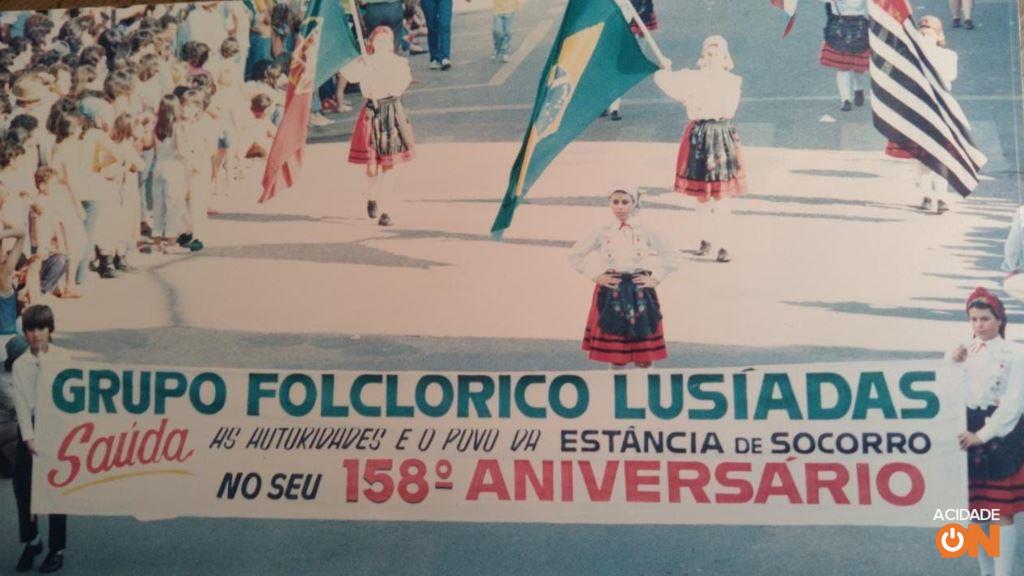 GRUPO FOLCLORICO LUSÍADAS
Saúda AS AUTORIDADES E O POVO DA ESTÂNCIA DE SOCORRO
NO SEU 158º ANIVERSÁRIO
ACIDADE
ON